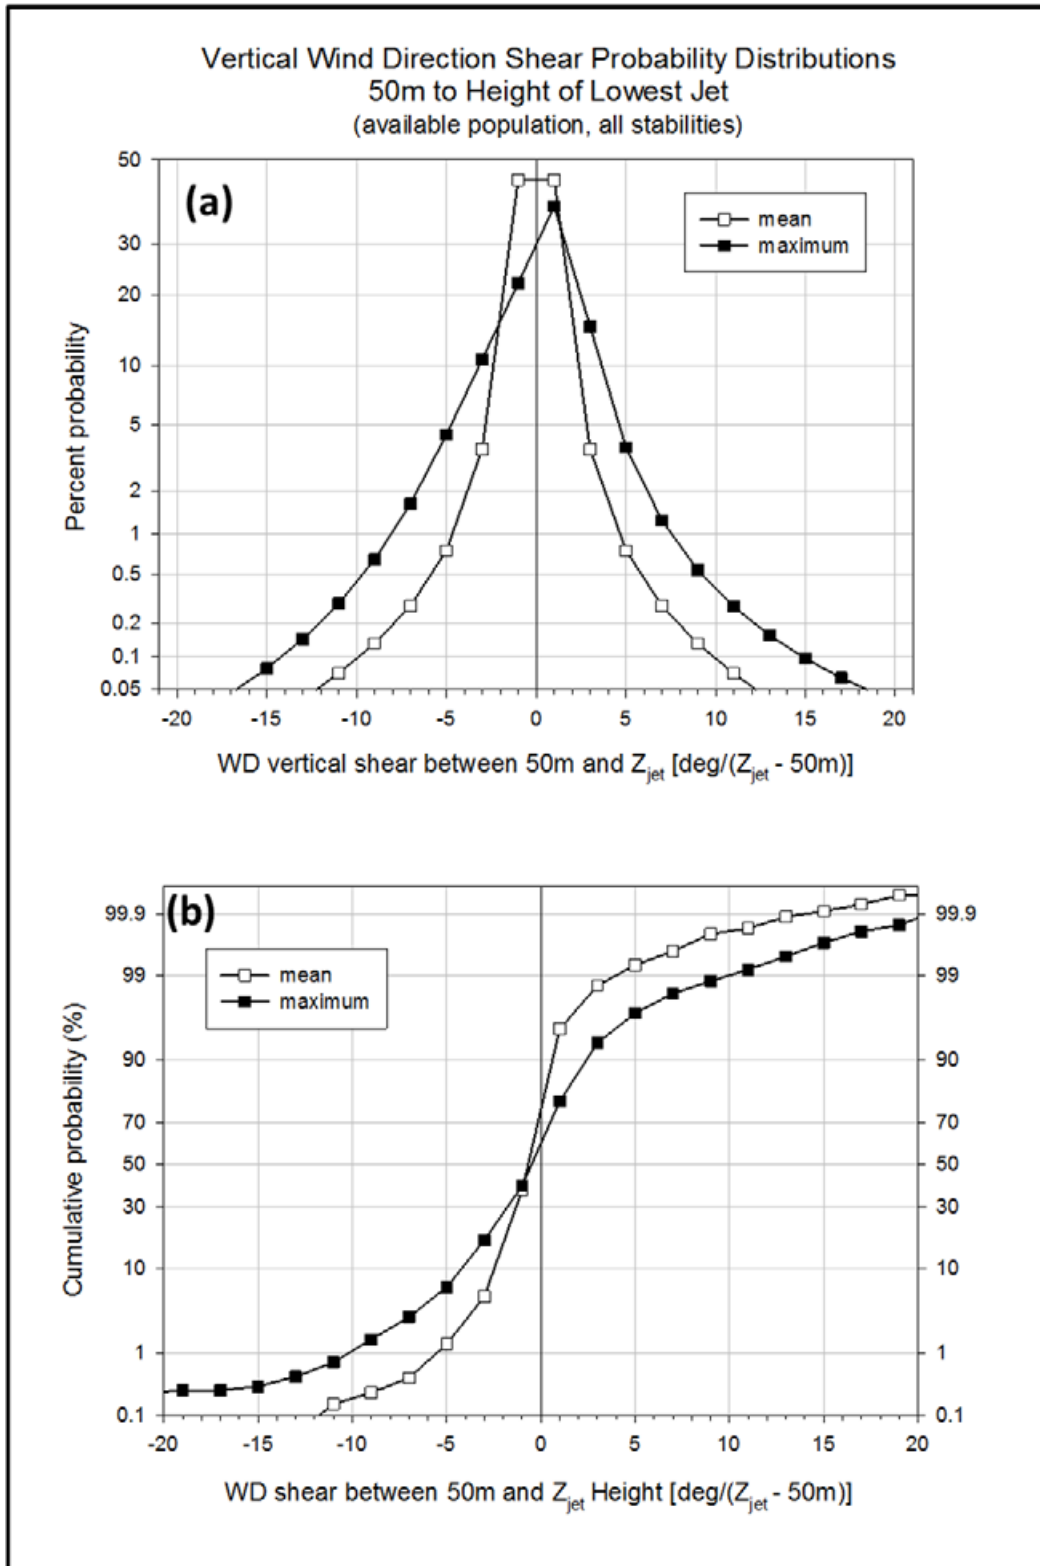 Vertical Wind Direction Shear Probability Distributions
50m to Height of Lowest Jet
(available population, all stabilities)
(a)
mean
maximum
Percent probability
50
30
20
10
5
2
1
0.5
0.2
0.1
0.05
-20 -15 -10 -5 0 5 10 15 20
WD vertical shear between 50m and Zjet [deg/(Zjet - 50m)]
(b)
mean
maximum
Cumulative probability (%)
99.9 99.9
99 99
90 90
70 70
50 50
30 30
10 10
1 1
0.1 0.1
-20 -15 -10 -5 0 5 10 15 20
WD shear between 50m and Zjet Height [deg/(Zjet - 50m)]